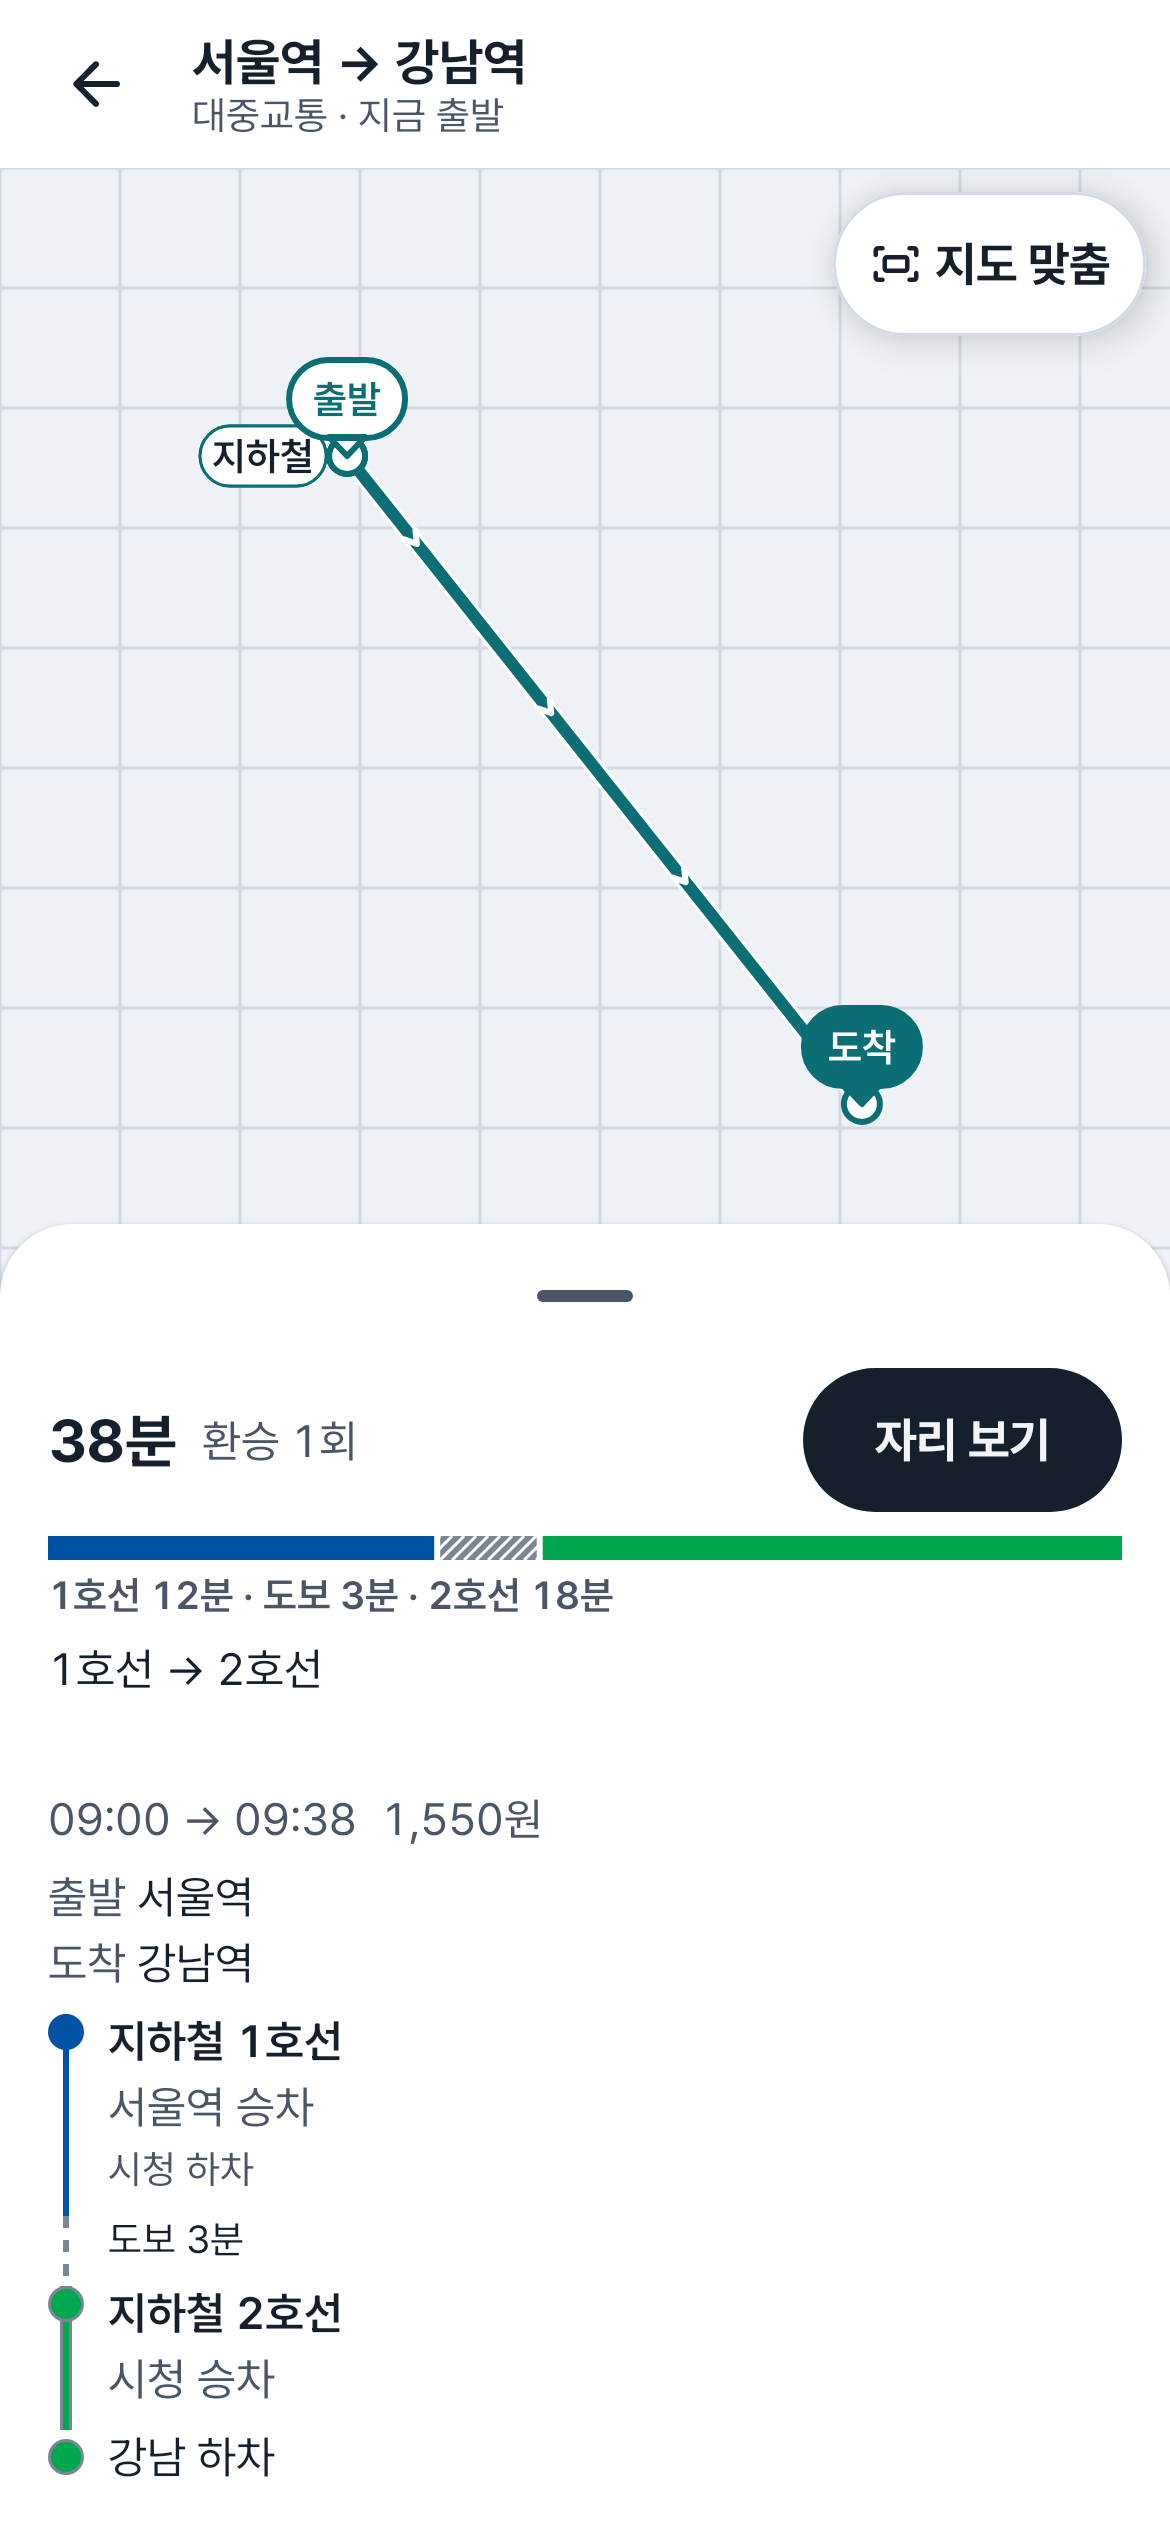 서울역 → 강남역
대중교통 · 지금 출발
지도 맞춤
출발
지하철
도착
38분 환승 1회
자리 보기
1호선 12분 · 도보 3분 · 2호선 18분
1호선 → 2호선
09:00 → 09:38 1,550원
출발 서울역
도착 강남역
지하철 1호선
서울역 승차
시청 하차
도보 3분
지하철 2호선
시청 승차
강남 하차